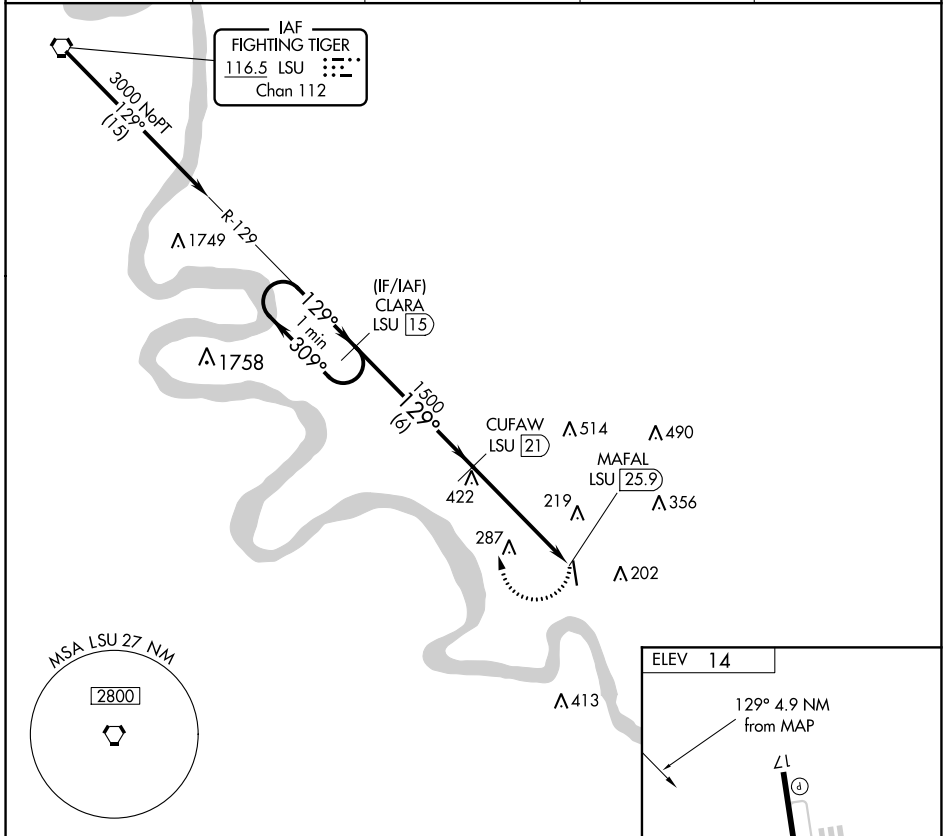 IAF
FIGHTING TIGER
116.5 LSU
Chan 112
3000 NoPT
129°
(15)
R-129
1749
(IF/IAF)
CLARA
LSU 15
129°
1 min
309°
1758
1500
129°
(6)
CUFAW
LSU 21
514
490
MAFAL
LSU 25.9
422
219
356
287
202
MSA LSU 27 NM
2800
413
ELEV 14
129° 4.9 NM
from MAP
17
P